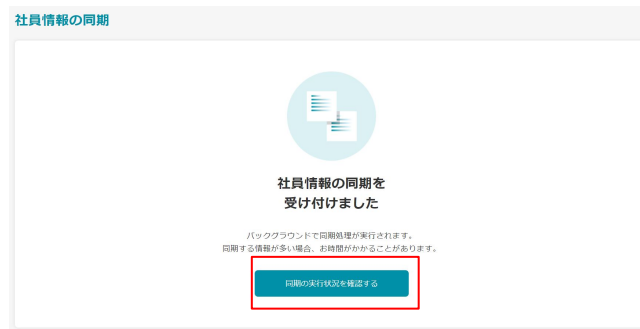 社員情報の同期
社員情報の同期を
受け付けました
バックグラウンドで同期処理が実行されます。
同期する情報が多い場合、お時間がかかることがあります。
同期の実行状況を確認する